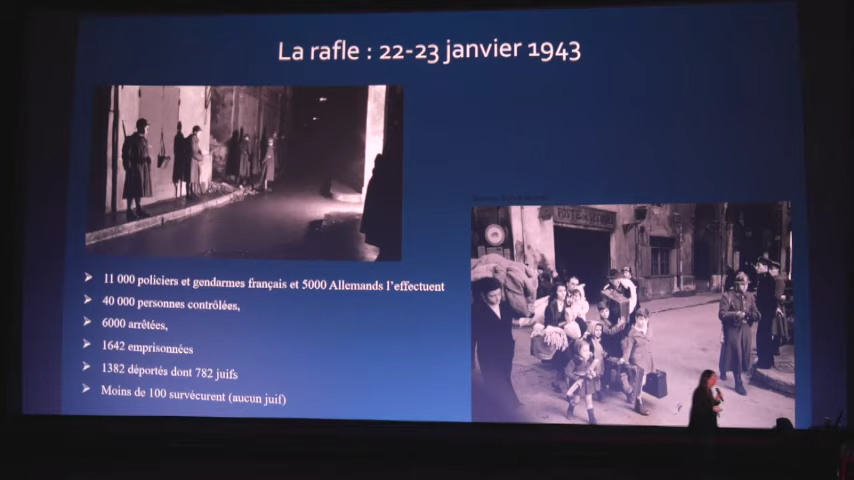 La rafle : 22-23 janvier 1943
➢ 11 000 policiers et gendarmes français et 5000 Allemands l'effectuent
➢ 40 000 personnes contrôlées,
➢ 6000 arrêtées,
➢ 1642 emprisonnées
➢ 1382 déportés dont 782 juifs
➢ Moins de 100 survécurent (aucun juif)